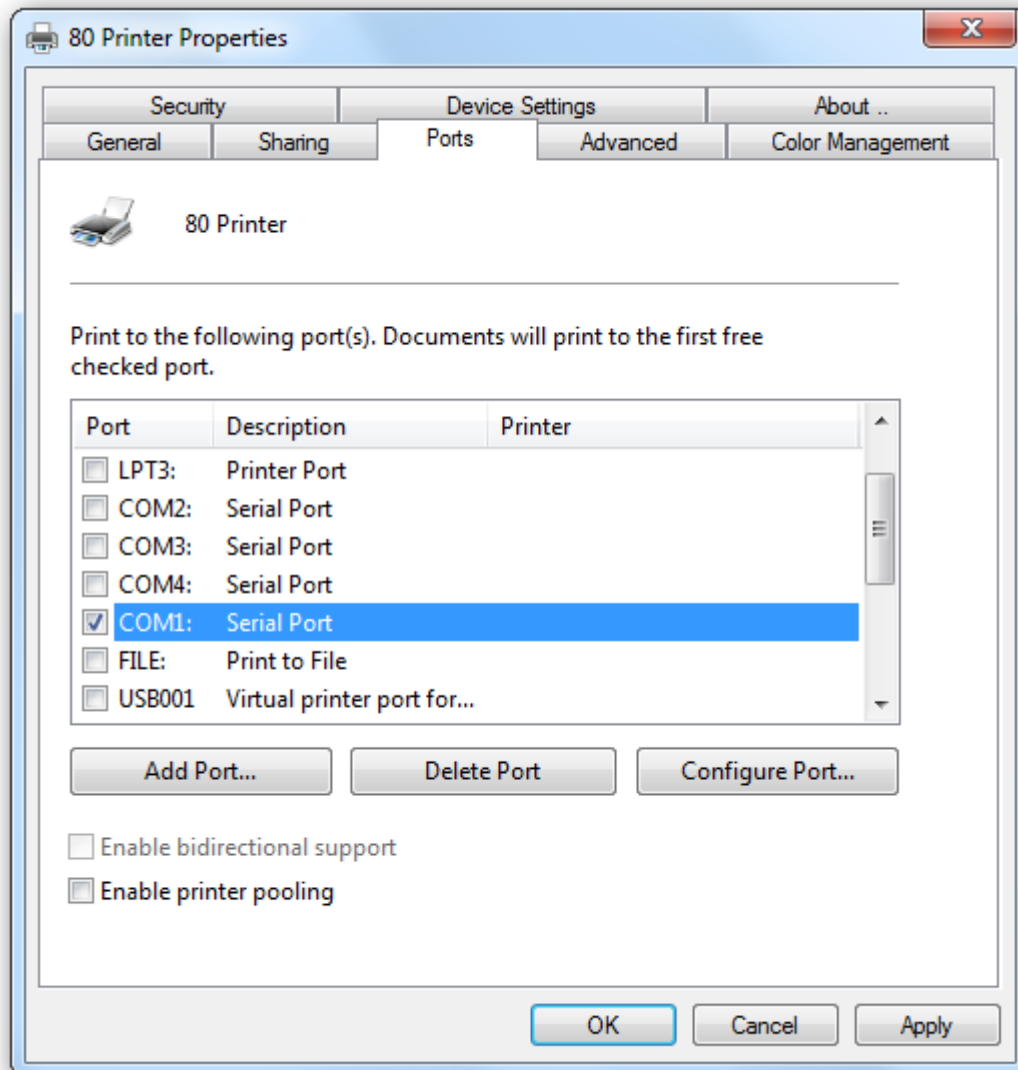 80 Printer Properties
Security Device Settings About ..
General Sharing Ports Advanced Color Management
80 Printer
Print to the following port(s). Documents will print to the first free
checked port.
Port Description Printer
LPT3: Printer Port
COM2: Serial Port
COM3: Serial Port
COM4: Serial Port
COM1: Serial Port
FILE: Print to File
USB001 Virtual printer port for...
Add Port... Delete Port Configure Port...
Enable bidirectional support
Enable printer pooling
OK Cancel Apply